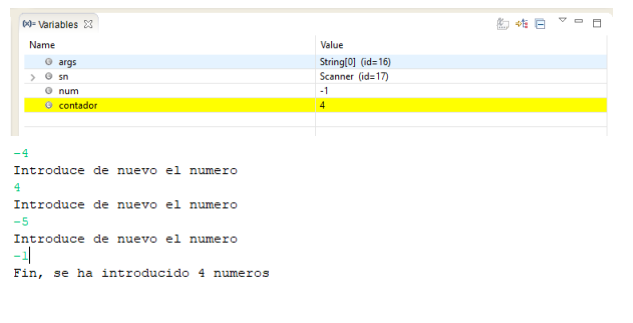 (x)= Variables
Name Value
args String[0] (id=16)
sn Scanner (id=17)
num -1
contador 4
-4
Introduce de nuevo el numero
4
Introduce de nuevo el numero
-5
Introduce de nuevo el numero
-1
Fin, se ha introducido 4 numeros